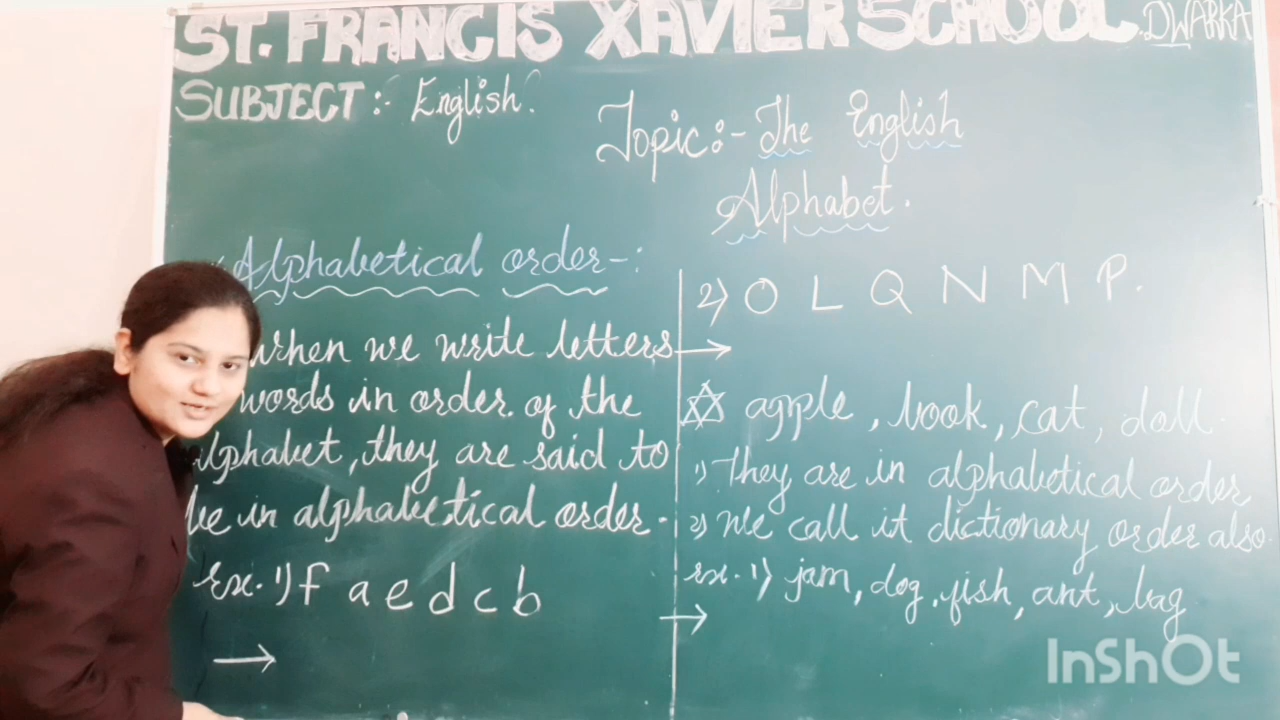 ST. FRANCIS XAVIER SCHOOL. DWARKA
SUBJECT :- English.
Topic:- The English
Alphabet.
Alphabetical order-:
when we write letters
words in order of the
alphabet, they are said to
be in alphabetical order.
Ex. 1) f a e d c b
→
2) O L Q N M P.
→
apple, book, cat, doll.
1) They are in alphabetical order
2) We call it dictionary order also.
Ex. 1) jam, dog, fish, ant, bag
→
InShOt